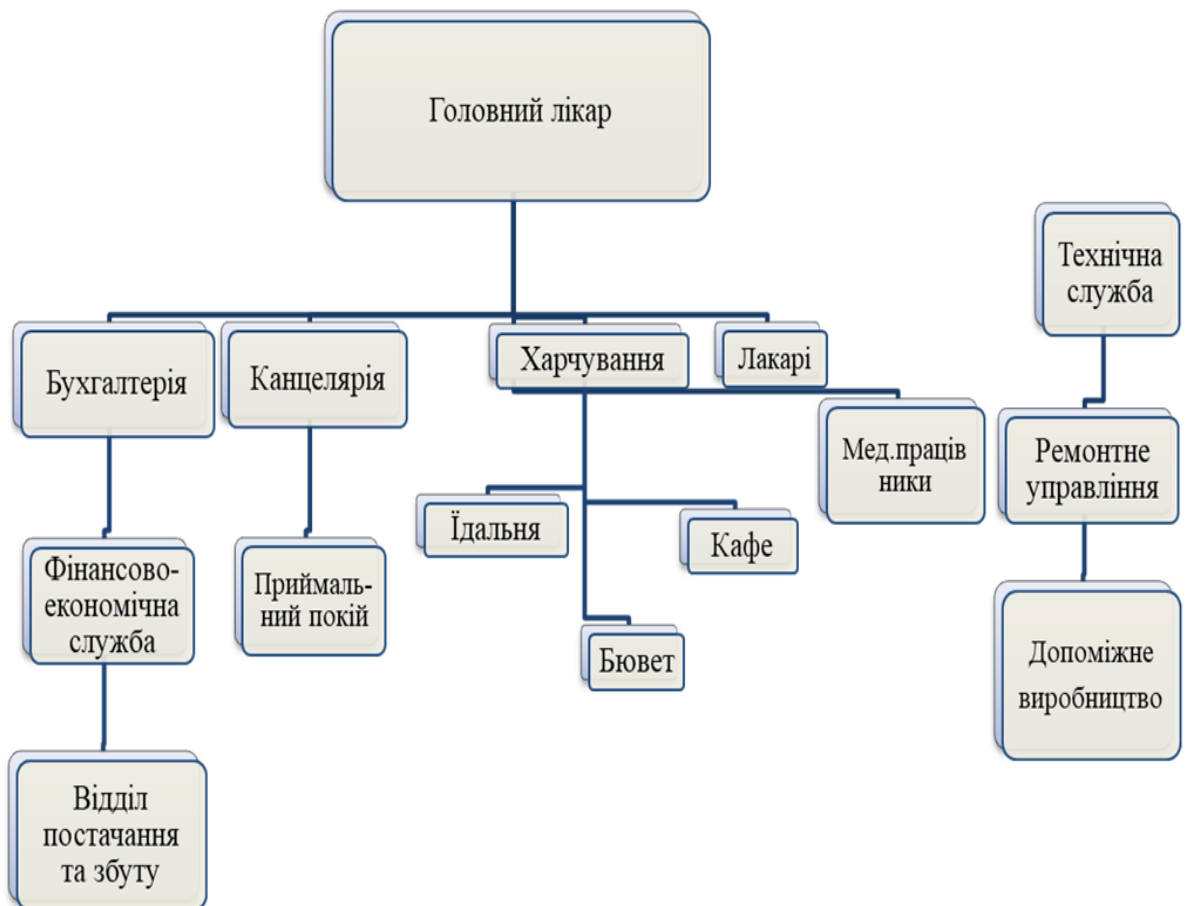 Головний лікар
Технічна
служба
Бухгалтерія
Канцелярія
Харчування
Лакарі
Мед.праців
ники
Ремонтне
управління
Їдальня
Кафе
Фінансово-
економічна
служба
Приймаль-
ний покій
Бювет
Допоміжне
виробництво
Відділ
постачання
та збуту